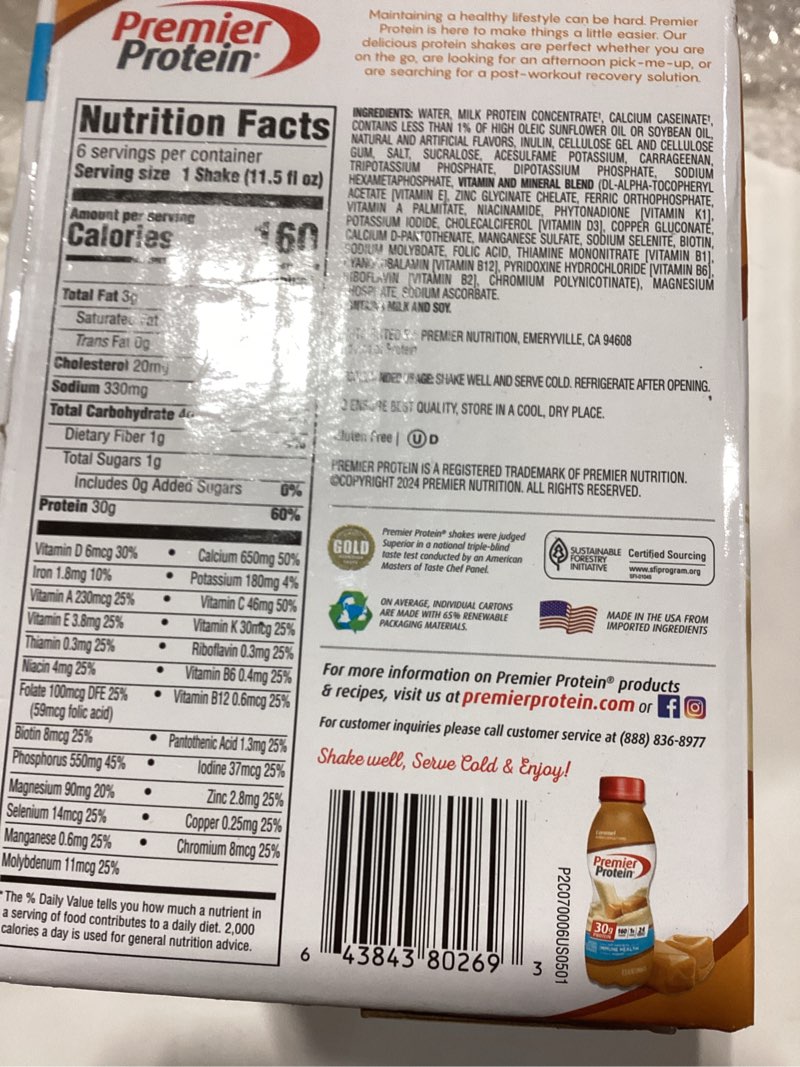 Premier
Protein®
Maintaining a healthy lifestyle can be hard. Premier
Protein is here to make things a little easier. Our
delicious protein shakes are perfect whether you are
on the go, are looking for an afternoon pick-me-up, or
are searching for a post-workout recovery solution.
Nutrition Facts
6 servings per container
Serving size 1 Shake (11.5 fl oz)
Amount per serving
Calories 160
Total Fat 3g
Saturated Fat
Trans Fat 0g
Cholesterol 20mg
Sodium 330mg
Total Carbohydrate
Dietary Fiber 1g
Total Sugars 1g
Includes 0g Added Sugars 0%
Protein 30g 60%
Vitamin D 6mcg 30% • Calcium 650mg 50%
Iron 1.8mg 10% • Potassium 180mg 4%
Vitamin A 230mcg 25% • Vitamin C 46mg 50%
Vitamin E 3.8mg 25% • Vitamin K 30mcg 25%
Thiamin 0.3mg 25% • Riboflavin 0.3mg 25%
Niacin 4mg 25% • Vitamin B6 0.4mg 25%
Folate 100mcg DFE 25% • Vitamin B12 0.6mcg 25%
(59mcg folic acid)
Biotin 8mcg 25% • Pantothenic Acid 1.3mg 25%
Phosphorus 550mg 45% • Iodine 37mcg 25%
Magnesium 90mg 20% • Zinc 2.8mg 25%
Selenium 14mcg 25% • Copper 0.25mg 25%
Manganese 0.6mg 25% • Chromium 8mcg 25%
Molybdenum 11mcg 25%
*The % Daily Value tells you how much a nutrient in
a serving of food contributes to a daily diet. 2,000
calories a day is used for general nutrition advice.
INGREDIENTS: WATER, MILK PROTEIN CONCENTRATE†, CALCIUM CASEINATE†,
CONTAINS LESS THAN 1% OF HIGH OLEIC SUNFLOWER OIL OR SOYBEAN OIL,
NATURAL AND ARTIFICIAL FLAVORS, INULIN, CELLULOSE GEL AND CELLULOSE
GUM, SALT, SUCRALOSE, ACESULFAME POTASSIUM, CARRAGEENAN,
TRIPOTASSIUM PHOSPHATE, DIPOTASSIUM PHOSPHATE, SODIUM
HEXAMETAPHOSPHATE, VITAMIN AND MINERAL BLEND (DL-ALPHA-TOCOPHERYL
ACETATE [VITAMIN E], ZINC GLYCINATE CHELATE, FERRIC ORTHOPHOSPHATE,
VITAMIN A PALMITATE, NIACINAMIDE, PHYTONADIONE [VITAMIN K1],
POTASSIUM IODIDE, CHOLECALCIFEROL [VITAMIN D3], COPPER GLUCONATE,
CALCIUM D-PANTOTHENATE, MANGANESE SULFATE, SODIUM SELENITE, BIOTIN,
SODIUM MOLYBDATE, FOLIC ACID, THIAMINE MONONITRATE [VITAMIN B1],
[VITAMIN B12], PYRIDOXINE HYDROCHLORIDE [VITAMIN B6],
[VITAMIN B2], CHROMIUM POLYNICOTINATE), MAGNESIUM
SODIUM ASCORBATE.
MILK AND SOY.
PREMIER NUTRITION, EMERYVILLE, CA 94608
Protein
SHAKE WELL AND SERVE COLD. REFRIGERATE AFTER OPENING.
BEST QUALITY, STORE IN A COOL, DRY PLACE.
Gluten Free | U D
PREMIER PROTEIN IS A REGISTERED TRADEMARK OF PREMIER NUTRITION.
©COPYRIGHT 2024 PREMIER NUTRITION. ALL RIGHTS RESERVED.
GOLD
Premier Protein® shakes were judged
Superior in a national triple-blind
taste test conducted by an American
Masters of Taste Chef Panel.
SUSTAINABLE
FORESTRY
INITIATIVE
Certified Sourcing
www.sfiprogram.org
ON AVERAGE, INDIVIDUAL CARTONS
ARE MADE WITH 65% RENEWABLE
PACKAGING MATERIALS.
MADE IN THE USA FROM
IMPORTED INGREDIENTS
For more information on Premier Protein® products
& recipes, visit us at premierprotein.com or
For customer inquiries please call customer service at (888) 836-8977
Shake well, Serve Cold & Enjoy!
6 43843 80269 3
P2C070006US0501
Caramel
Premier
Protein
30g
PROTEIN
160 1g 24
IMMUNE HEALTH